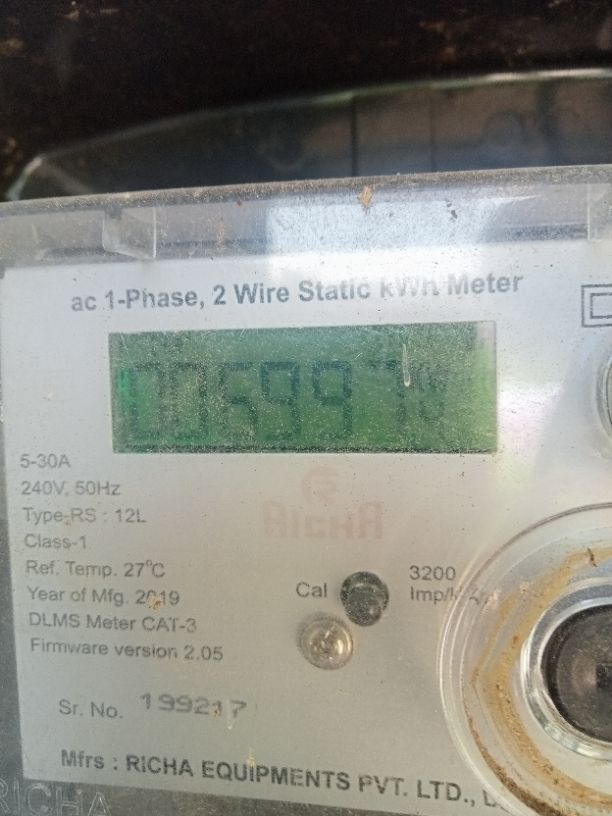 ac 1-Phase, 2 Wire Static kWh Meter
5-30A
240V, 50Hz
Type-RS : 12L
Class-1
Ref. Temp. 27°C
Year of Mfg. 2019
DLMS Meter CAT-3
Firmware version 2.05
RICHA
Cal
3200
Sr. No. 199217
Mfrs : RICHA EQUIPMENTS PVT. LTD.,
RICHA